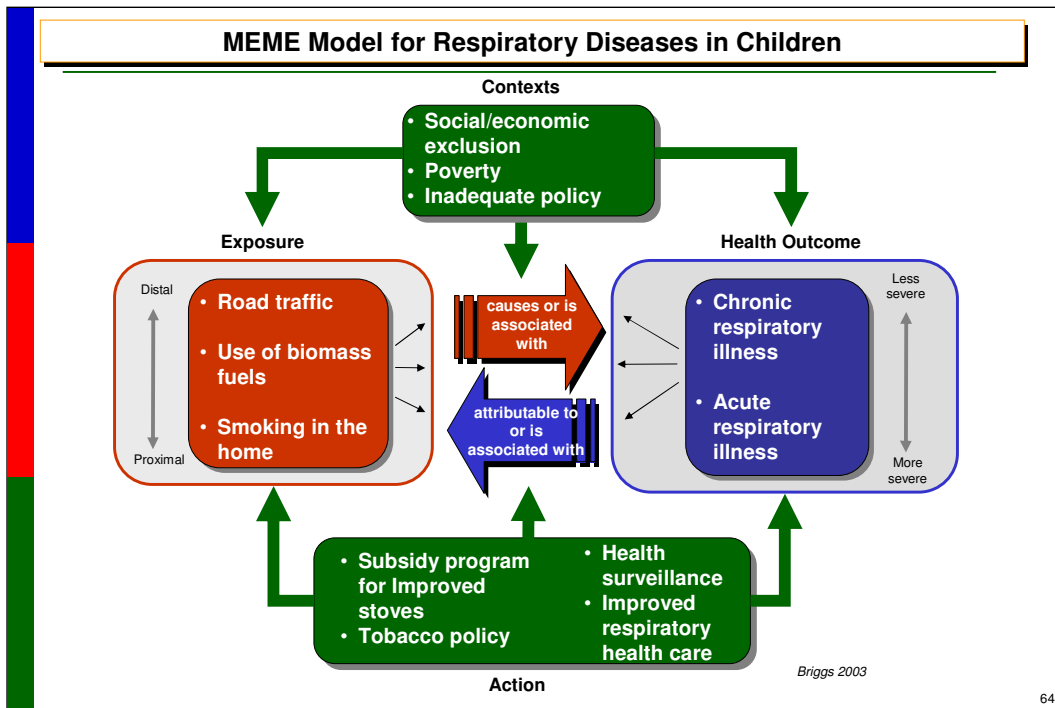 MEME Model for Respiratory Diseases in Children
Contexts
• Social/economic
exclusion
• Poverty
• Inadequate policy
Exposure
Health Outcome
Distal
Proximal
• Road traffic
• Use of biomass
fuels
• Smoking in the
home
causes or is
associated
with
attributable to
or is
associated with
• Chronic
respiratory
illness
• Acute
respiratory
illness
Less
severe
More
severe
• Subsidy program
for Improved
stoves
• Tobacco policy
• Health
surveillance
• Improved
respiratory
health care
Action
Briggs 2003
64